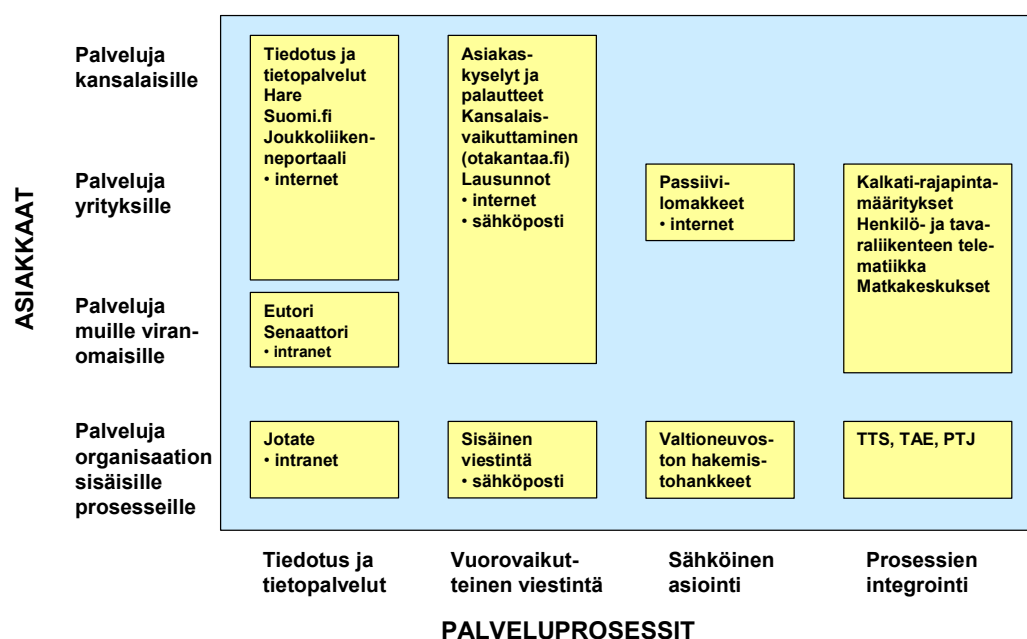 ASIAKKAAT
Palveluja
kansalaisille
Tiedotus ja
tietopalvelut
Hare
Suomi.fi
Joukkoliiken-
neportaali
• internet
Asiakas-
kyselyt ja
palautteet
Kansalais-
vaikuttaminen
(otakantaa.fi)
Lausunnot
• internet
• sähköposti
Palveluja
yrityksille
Passiivi-
lomakkeet
• internet
Kalkati-rajapinta-
määritykset
Henkilö- ja tava-
raliikenteen tele-
matiikka
Matkakeskukset
Palveluja
muille viran-
omaisille
Eutori
Senaattori
• intranet
Palveluja
organisaation
sisäisille
prosesseille
Jotate
• intranet
Sisäinen
viestintä
• sähköposti
Valtioneuvos-
ton hakemis-
tohankkeet
TTS, TAE, PTJ
Tiedotus ja
tietopalvelut
Vuorovaikut-
teinen viestintä
Sähköinen
asiointi
Prosessien
integrointi
PALVELUPROSESSIT